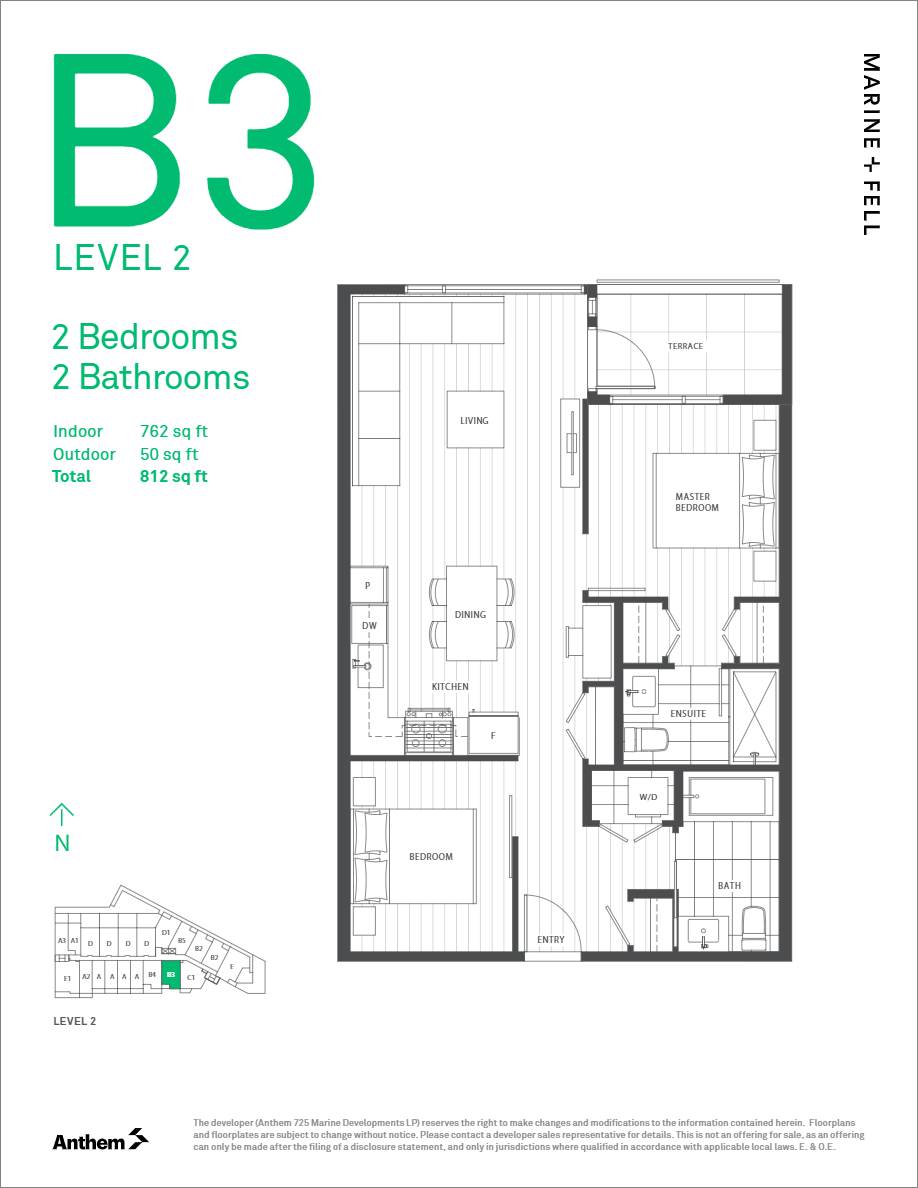 B3
LEVEL 2
MARINE + FELL
2 Bedrooms
2 Bathrooms
Indoor 762 sq ft
Outdoor 50 sq ft
Total 812 sq ft
TERRACE
LIVING
MASTER
BEDROOM
P
DW
DINING
KITCHEN
F
ENSUITE
W/D
BEDROOM
BATH
ENTRY
N
D1
B5
A3 A1 D D D D
B2
B2
E
E1 A2 A A A A B4 B3 C1
LEVEL 2
Anthem
The developer (Anthem 725 Marine Developments LP) reserves the right to make changes and modifications to the information contained herein. Floorplans
and floorplates are subject to change without notice. Please contact a developer sales representative for details. This is not an offering for sale, as an offering
can only be made after the filing of a disclosure statement, and only in jurisdictions where qualified in accordance with applicable local laws. E. & O.E.